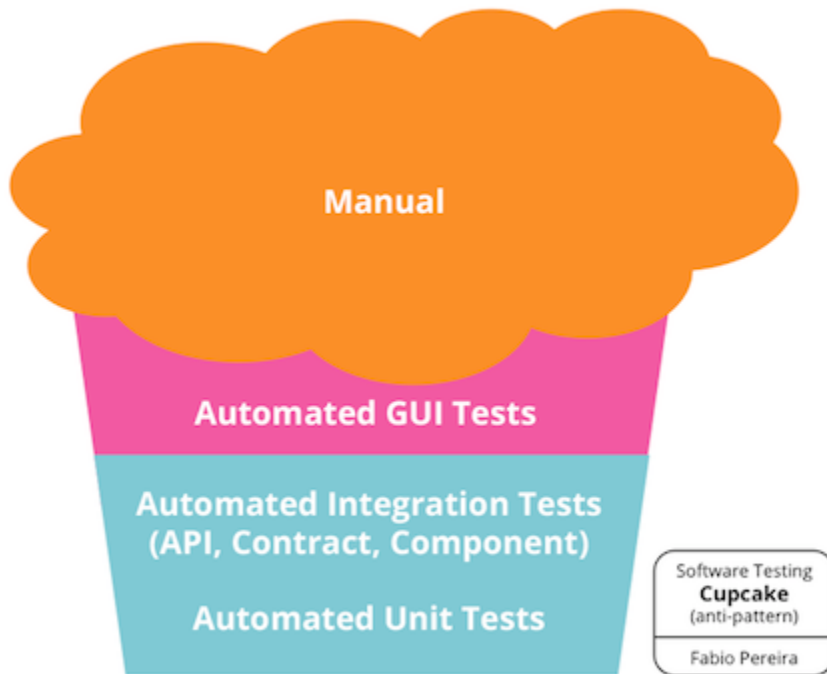 Manual
Automated GUI Tests
Automated Integration Tests
(API, Contract, Component)
Automated Unit Tests
Software Testing
Cupcake
(anti-pattern)
Fabio Pereira